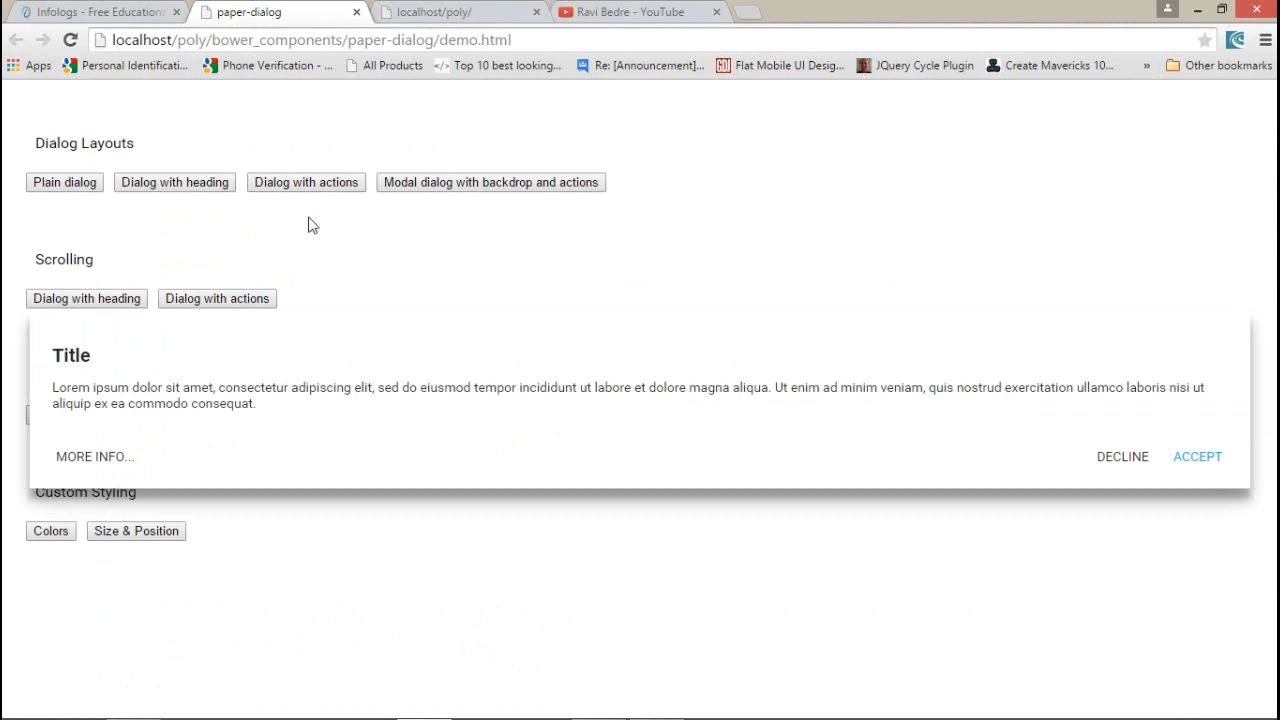 Infologs - Free Educationa
paper-dialog
localhost/poly/
Ravi Bedre - YouTube
localhost/poly/bower_components/paper-dialog/demo.html
Apps
Personal Identificati...
Phone Verification - ...
All Products
</> Top 10 best looking...
Re: [Announcement]...
Flat Mobile UI Desig...
JQuery Cycle Plugin
Create Mavericks 10...
»
Other bookmarks
Dialog Layouts
Plain dialog
Dialog with heading
Dialog with actions
Modal dialog with backdrop and actions
Scrolling
Dialog with heading
Dialog with actions
Title
Lorem ipsum dolor sit amet, consectetur adipiscing elit, sed do eiusmod tempor incididunt ut labore et dolore magna aliqua. Ut enim ad minim veniam, quis nostrud exercitation ullamco laboris nisi ut
aliquip ex ea commodo consequat.
MORE INFO...
DECLINE
ACCEPT
Custom Styling
Colors
Size & Position